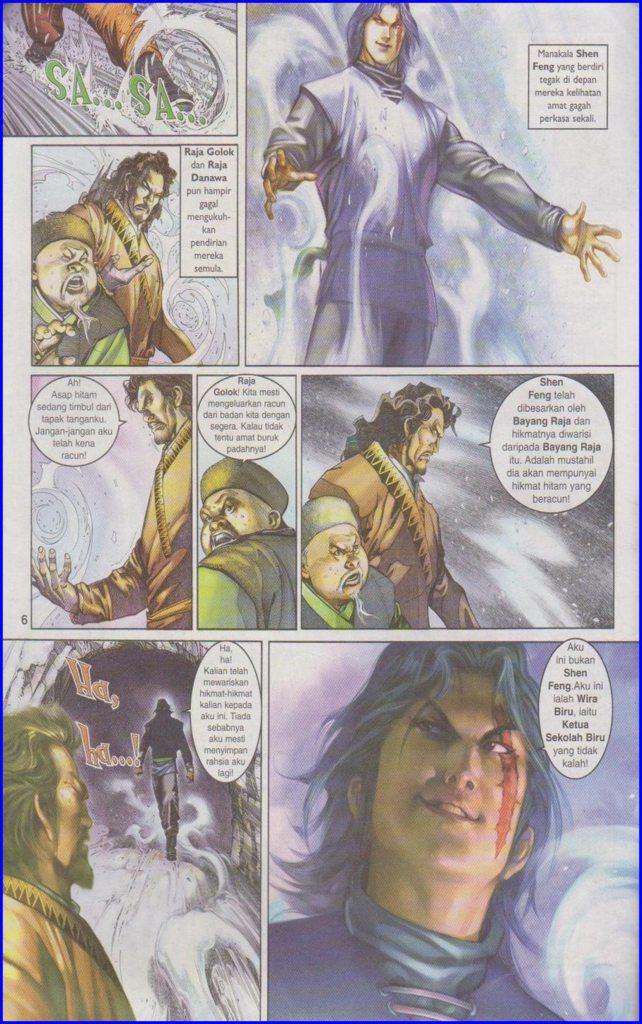 SA... SA...
Manakala Shen
Feng yang berdiri
tegak di depan
mereka kelihatan
amat gagah
perkasa sekali.
Raja Golok
dan Raja
Danawa
pun hampir
gagal
mengukuh-
kan
pendirian
mereka
semula.
Ah!
Asap hitam
sedang timbul dari
tapak tanganku.
Jangan-jangan aku
telah kena
racun!
Raja
Golok! Kita mesti
mengeluarkan racun
dari badan kita dengan
segera. Kalau tidak
tentu amat buruk
padahnya!
Shen
Feng telah
dibesarkan oleh
Bayang Raja dan
hikmatnya diwarisi
daripada Bayang Raja
itu. Adalah mustahil
dia akan mempunyai
hikmat hitam yang
beracun!
6
Ha,
ha...!
Ha,
ha!
Kalian telah
mewariskan
hikmat-hikmat
kalian kepada
aku ini. Tiada
sebabnya
aku mesti
menyimpan
rahsia aku
lagi!
Aku
ini bukan
Shen
Feng.Aku ini
ialah Wira
Biru, iaitu
Ketua
Sekolah Biru
yang tidak
kalah!